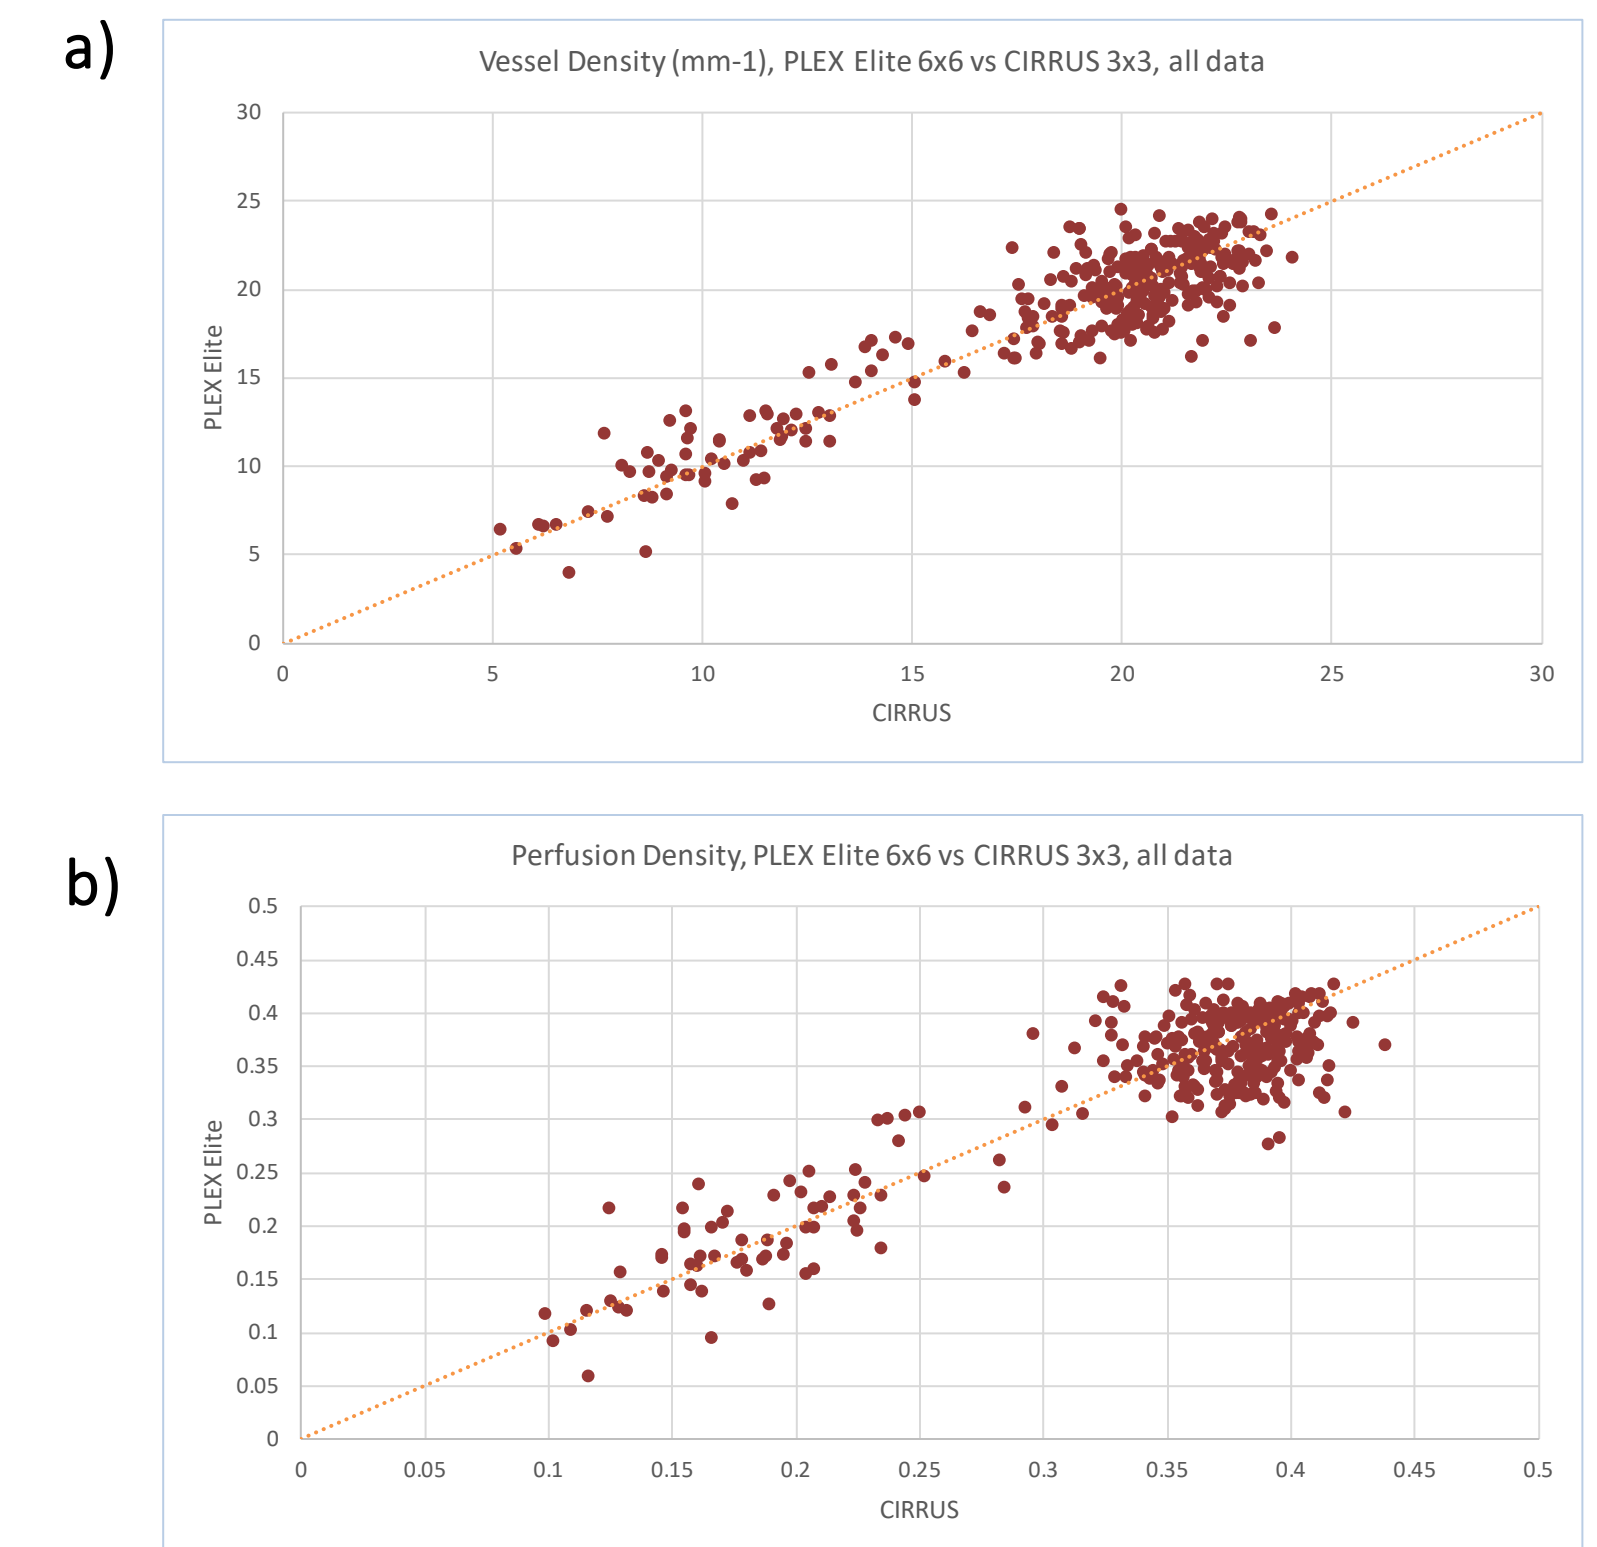 a)
Vessel Density (mm-1), PLEX Elite 6x6 vs CIRRUS 3x3, all data
30
25
20
15
10
5
0
PLEX Elite
0 5 10 15 20 25 30
CIRRUS
b)
Perfusion Density, PLEX Elite 6x6 vs CIRRUS 3x3, all data
0.5
0.45
0.4
0.35
0.3
0.25
0.2
0.15
0.1
0.05
0
PLEX Elite
0 0.05 0.1 0.15 0.2 0.25 0.3 0.35 0.4 0.45 0.5
CIRRUS